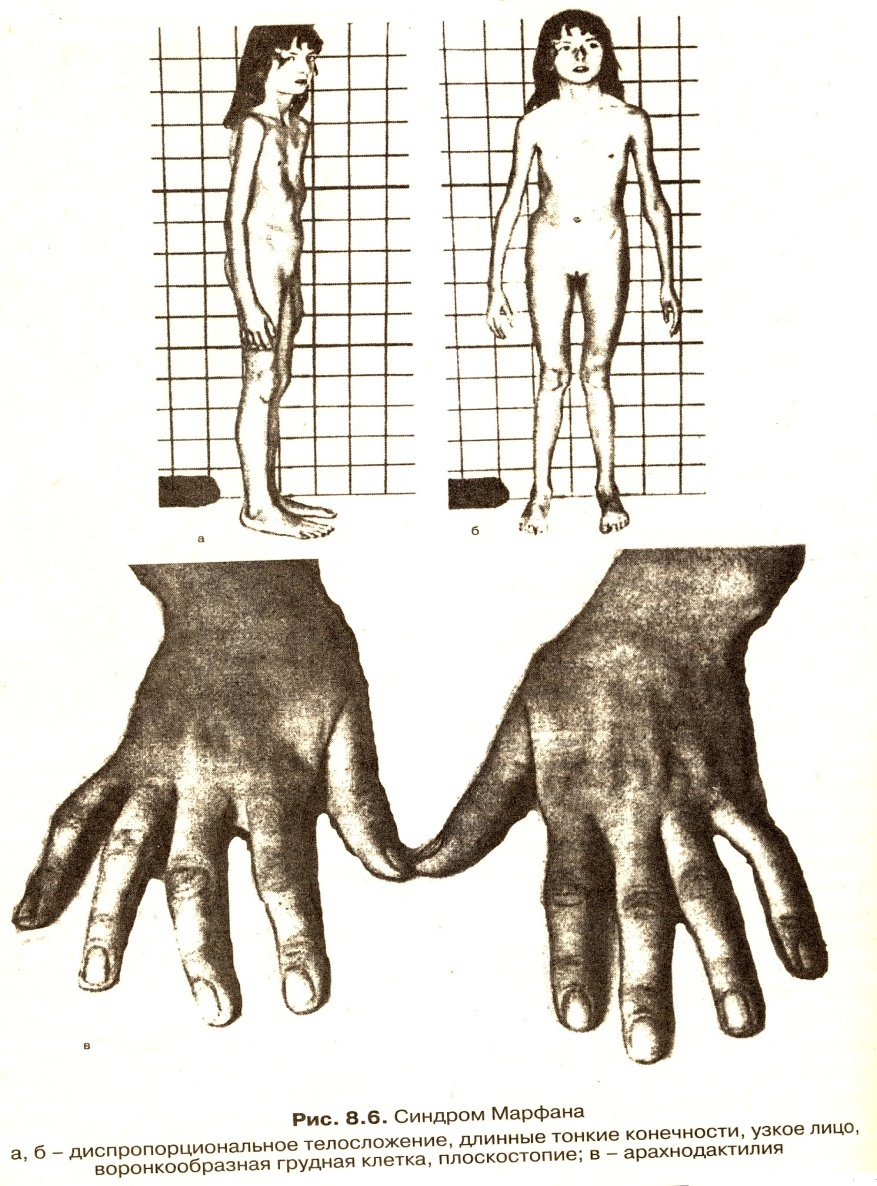 а
б
в
Рис. 8.6. Синдром Марфана
а, б – диспропорциональное телосложение, длинные тонкие конечности, узкое лицо,
воронкообразная грудная клетка, плоскостопие; в – арахнодактилия